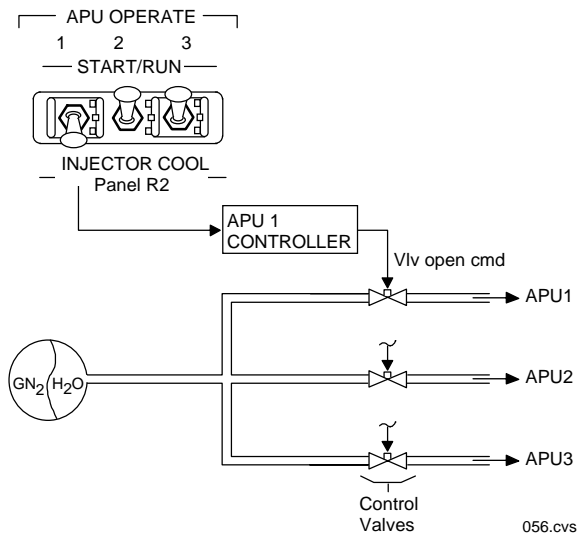 APU OPERATE
1 2 3
START/RUN
INJECTOR COOL
Panel R2
APU 1
CONTROLLER
Vlv open cmd
APU1
GN2 H2O
APU2
APU3
Control
Valves
056.cvs